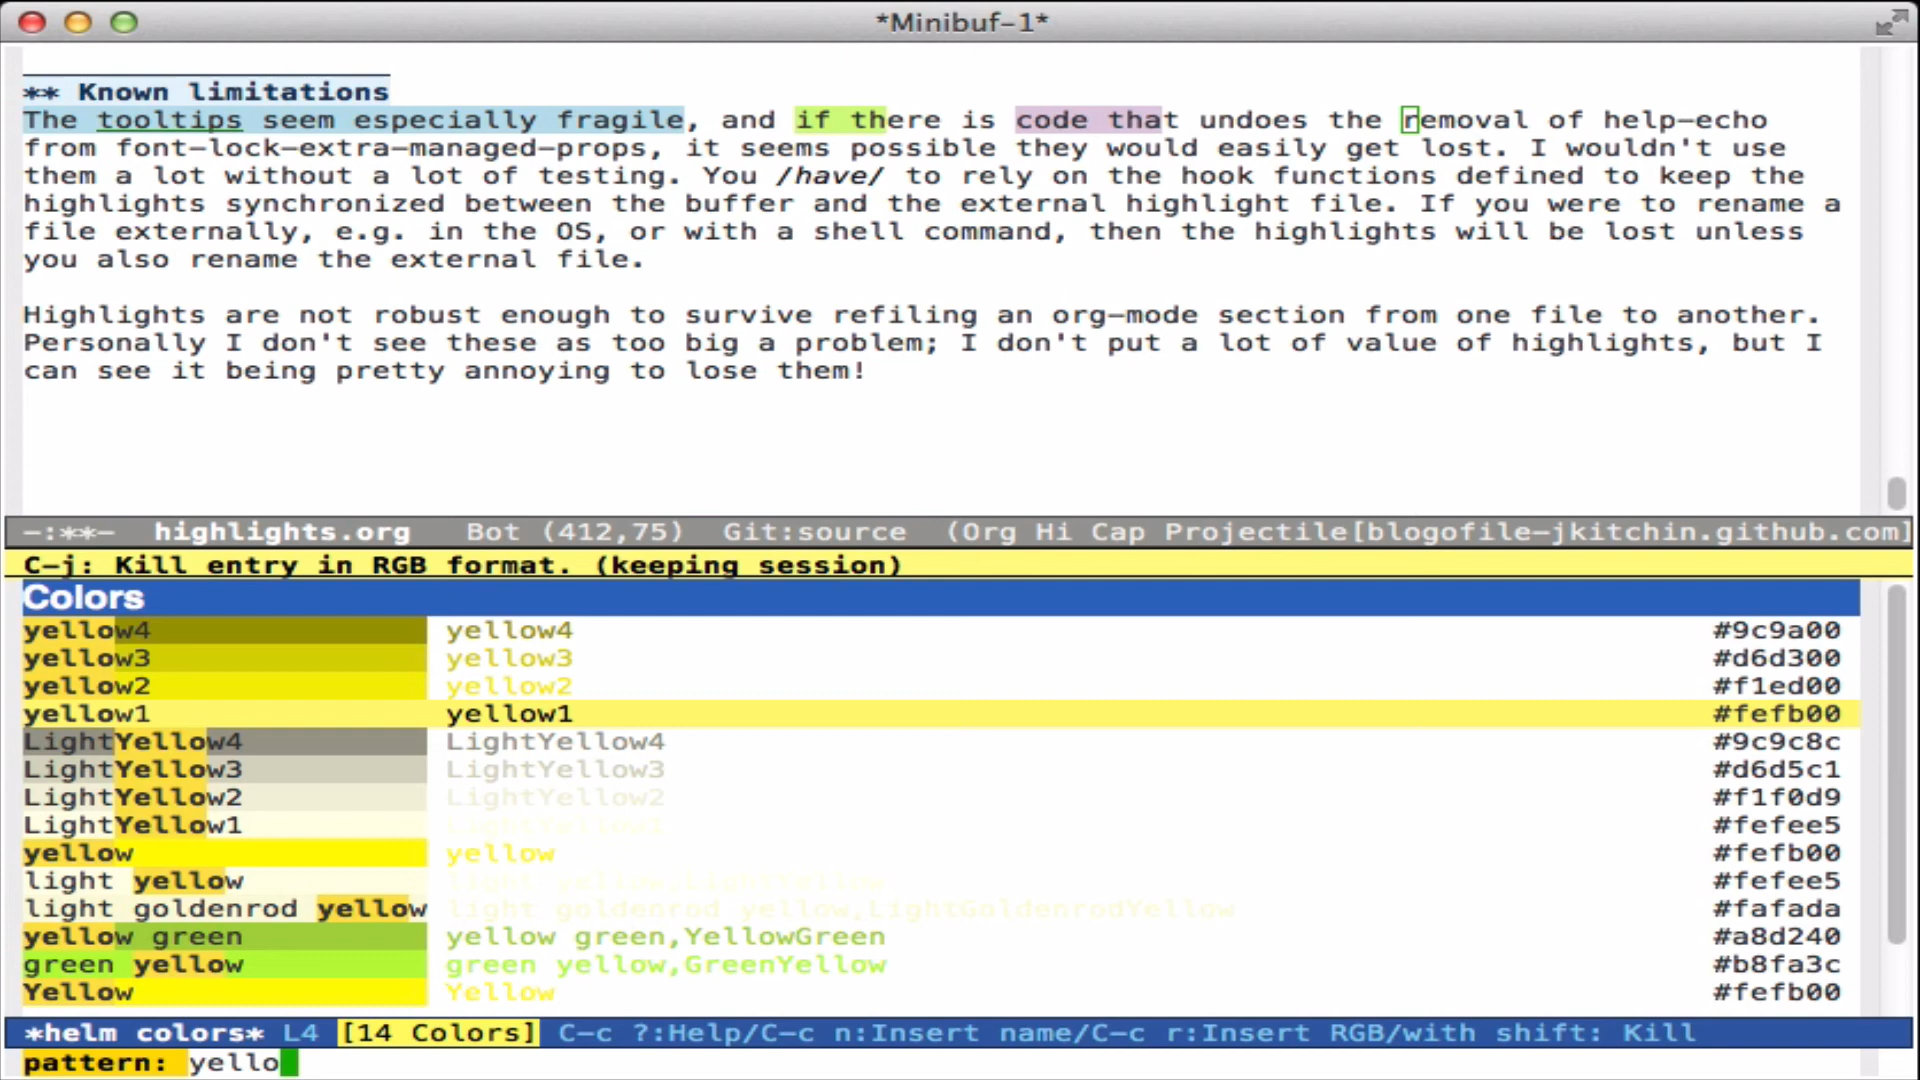 *Minibuf-1*
** Known limitations
The tooltips seem especially fragile, and if there is code that undoes the removal of help-echo
from font-lock-extra-managed-props, it seems possible they would easily get lost. I wouldn't use
them a lot without a lot of testing. You /have/ to rely on the hook functions defined to keep the
highlights synchronized between the buffer and the external highlight file. If you were to rename a
file externally, e.g. in the OS, or with a shell command, then the highlights will be lost unless
you also rename the external file.
Highlights are not robust enough to survive refiling an org-mode section from one file to another.
Personally I don't see these as too big a problem; I don't put a lot of value of highlights, but I
can see it being pretty annoying to lose them!
-:**-  highlights.org   Bot (412,75)  Git:source  (Org Hi Cap Projectile[blogofile-jkitchin.github.com]
C-j: Kill entry in RGB format. (keeping session)
Colors
yellow4 yellow4 #9c9a00
yellow3 yellow3 #d6d300
yellow2 yellow2 #f1ed00
yellow1 yellow1 #fefb00
LightYellow4 LightYellow4 #9c9c8c
LightYellow3 LightYellow3 #d6d5c1
LightYellow2 LightYellow2 #f1f0d9
LightYellow1 LightYellow1 #fefee5
yellow yellow #fefb00
light yellow light yellow,LightYellow #fefee5
light goldenrod yellow light goldenrod yellow,LightGoldenrodYellow #fafada
yellow green yellow green,YellowGreen #a8d240
green yellow green yellow,GreenYellow #b8fa3c
Yellow Yellow #fefb00
*helm colors* L4 [14 Colors] C-c ?:Help/C-c n:Insert name/C-c r:Insert RGB/with shift: Kill
pattern: yello